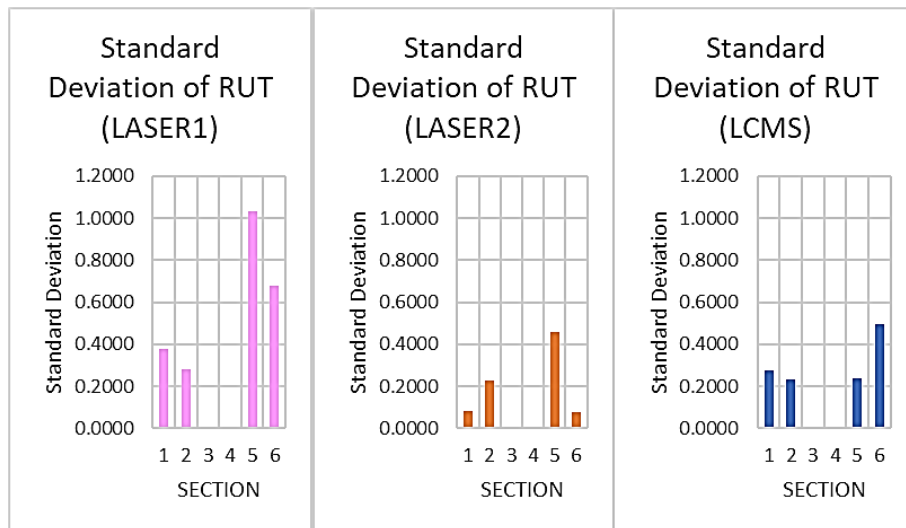 Standard
Deviation of RUT
(LASER1)
1.2000
1.0000
0.8000
0.6000
0.4000
0.2000
0.0000
Standard Deviation
1 2 3 4 5 6
SECTION
Standard
Deviation of RUT
(LASER2)
1.2000
1.0000
0.8000
0.6000
0.4000
0.2000
0.0000
Standard Deviation
1 2 3 4 5 6
SECTION
Standard
Deviation of RUT
(LCMS)
1.2000
1.0000
0.8000
0.6000
0.4000
0.2000
0.0000
Standard Deviation
1 2 3 4 5 6
SECTION